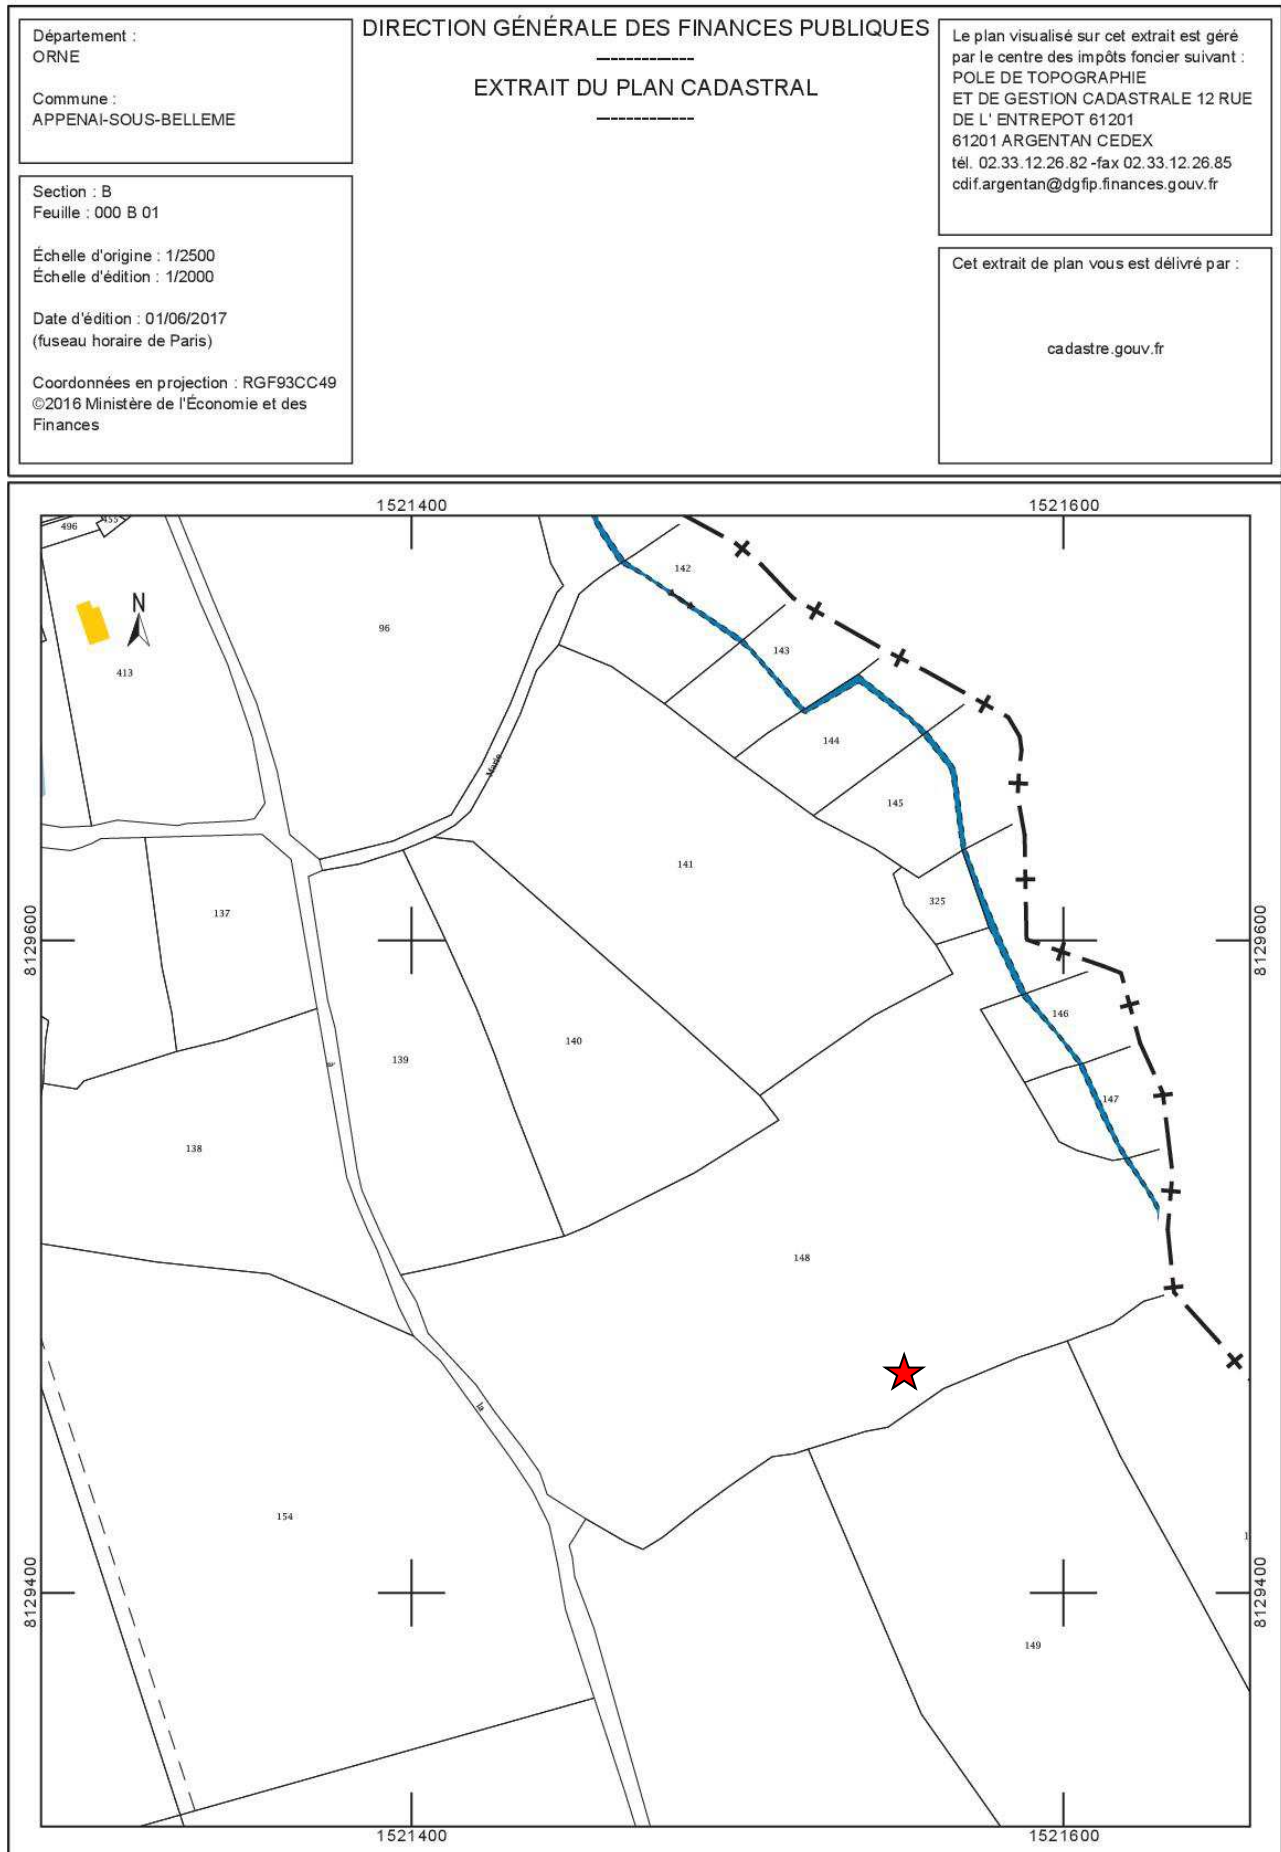 Département :
ORNE
Commune :
APPENAI-SOUS-BELLEME
Section : B
Feuille : 000 B 01
Échelle d'origine : 1/2500
Échelle d'édition : 1/2000
Date d'édition : 01/06/2017
(fuseau horaire de Paris)
Coordonnées en projection : RGF93CC49
©2016 Ministère de l'Économie et des
Finances
DIRECTION GÉNÉRALE DES FINANCES PUBLIQUES
-------------
EXTRAIT DU PLAN CADASTRAL
-------------
Le plan visualisé sur cet extrait est géré
par le centre des impôts foncier suivant :
POLE DE TOPOGRAPHIE
ET DE GESTION CADASTRALE 12 RUE
DE L' ENTREPOT 61201
61201 ARGENTAN CEDEX
tél. 02.33.12.26.82 -fax 02.33.12.26.85
cdif.argentan@dgfip.finances.gouv.fr
Cet extrait de plan vous est délivré par :
cadastre.gouv.fr
1521400
1521600
496
142
N
96
143
413
144
Marie
145
141
325
137
8129600
8129600
146
140
139
147
138
148
la
154
8129400
8129400
149
1521400
1521600